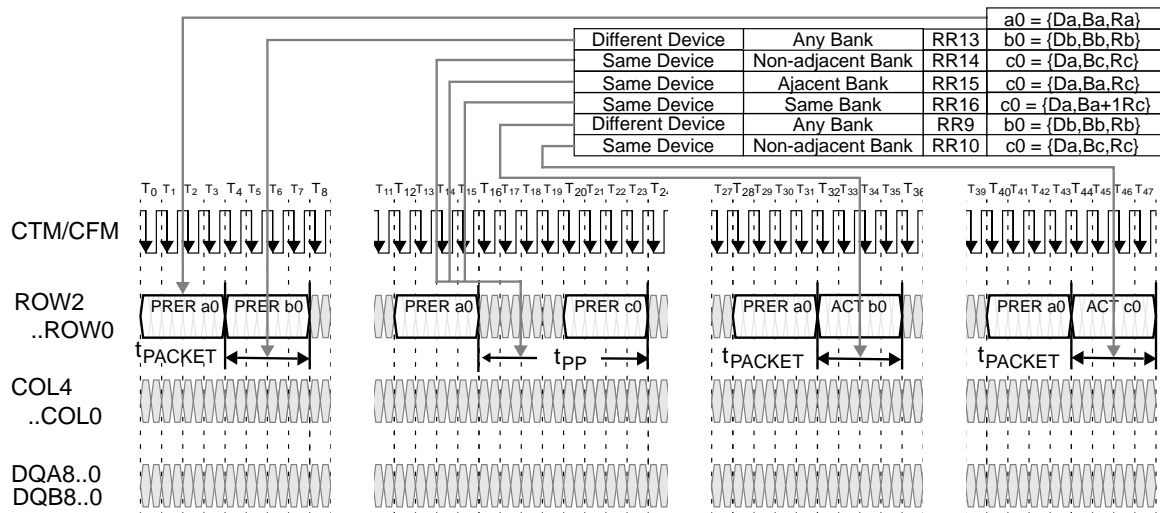 a0 = {Da,Ba,Ra}
Different Device Any Bank RR13 b0 = {Db,Bb,Rb}
Same Device Non-adjacent Bank RR14 c0 = {Da,Bc,Rc}
Same Device Ajacent Bank RR15 c0 = {Da,Ba,Rc}
Same Device Same Bank RR16 c0 = {Da,Ba+1Rc}
Different Device Any Bank RR9 b0 = {Db,Bb,Rb}
Same Device Non-adjacent Bank RR10 c0 = {Da,Bc,Rc}
T0 T1 T2 T3 T4 T5 T6 T7 T8 T11 T12 T13 T14 T15 T16 T17 T18 T19 T20 T21 T22 T23 T24 T27 T28 T29 T30 T31 T32 T33 T34 T35 T36 T39 T40 T41 T42 T43 T44 T45 T46 T47
CTM/CFM
ROW2 PRER a0 PRER b0 PRER a0 PRER c0 PRER a0 ACT b0 PRER a0 ACT c0
..ROW0
tPACKET tPP tPACKET tPACKET
COL4
..COL0
DQA8..0
DQB8..0